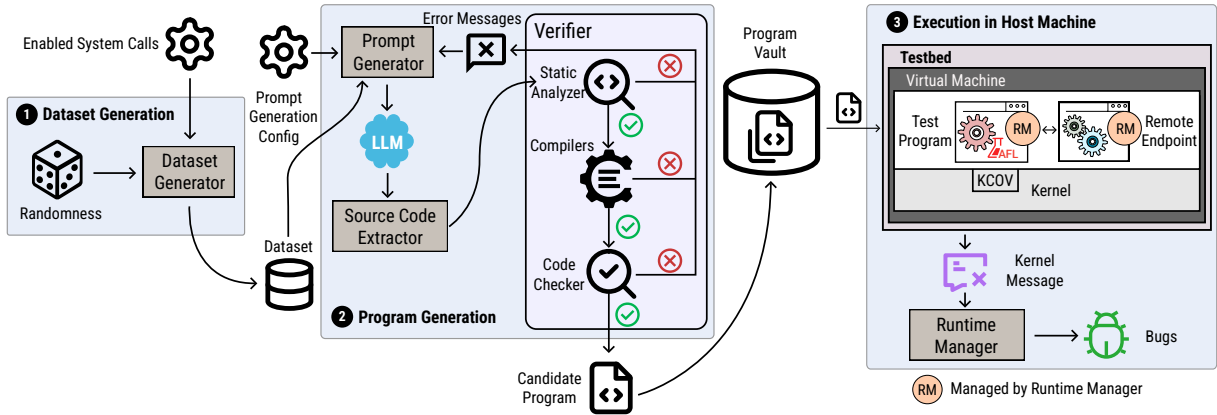 Enabled System Calls
1 Dataset Generation
Randomness
Dataset
Generator
Dataset
Prompt
Generation
Config
Prompt
Generator
Error Messages
LLM
Source Code
Extractor
2 Program Generation
Verifier
Static
Analyzer
Compilers
Code
Checker
Candidate
Program
Program
Vault
3 Execution in Host Machine
Testbed
Virtual Machine
Test
Program
RM
AFL
RM
Remote
Endpoint
KCOV
Kernel
Kernel
Message
Runtime
Manager
Bugs
RM Managed by Runtime Manager